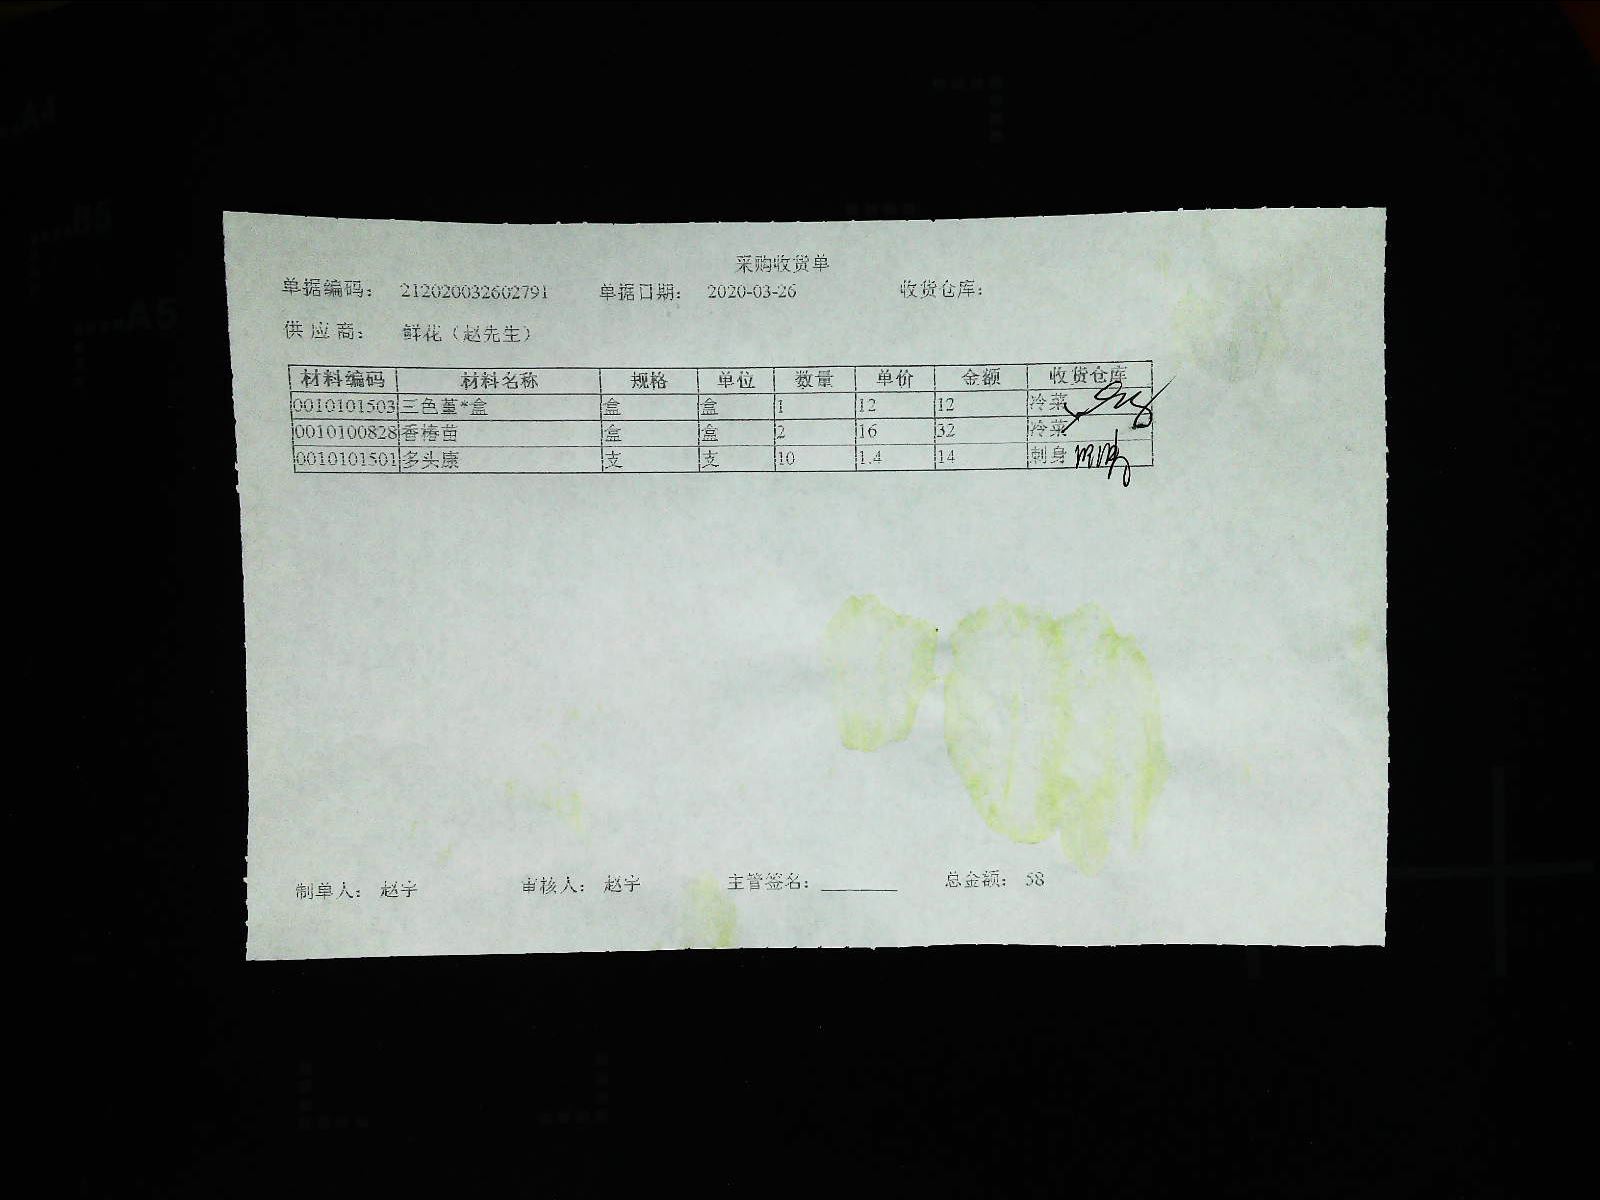 采购收货单
单据编码: 212020032602791 单据日期: 2020-03-26 收货仓库:
供应商: 鲜花（赵先生）
材料编码 材料名称 规格 单位 数量 单价 金额 收货仓库
0010101503 三色堇*盒 盒 盒 1 12 12 冷菜
0010100828 香椿苗 盒 盒 2 16 32 冷菜
0010101501 多头康 支 支 10 1.4 14 刺身
制单人: 赵宇 审核人: 赵宇 主管签名: 总金额: 58